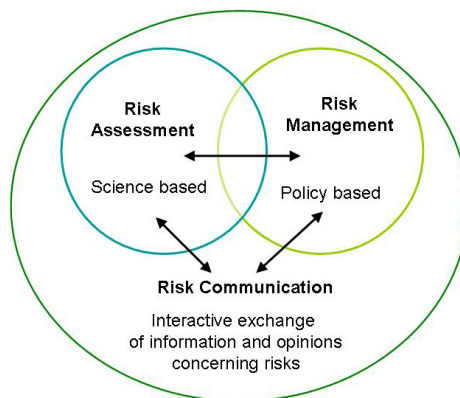 Risk
Assessment
Science based
Risk
Management
Policy based
Risk Communication
Interactive exchange
of information and opinions
concerning risks